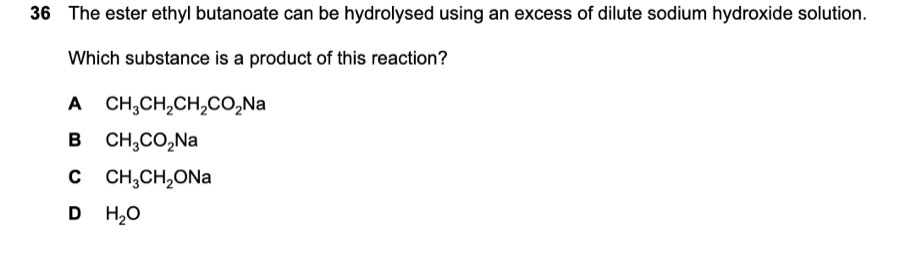 36 The ester ethyl butanoate can be hydrolysed using an excess of dilute sodium hydroxide solution.
Which substance is a product of this reaction?
A CH₃CH₂CH₂CO₂Na
B CH₃CO₂Na
C CH₃CH₂ONa
D H₂O